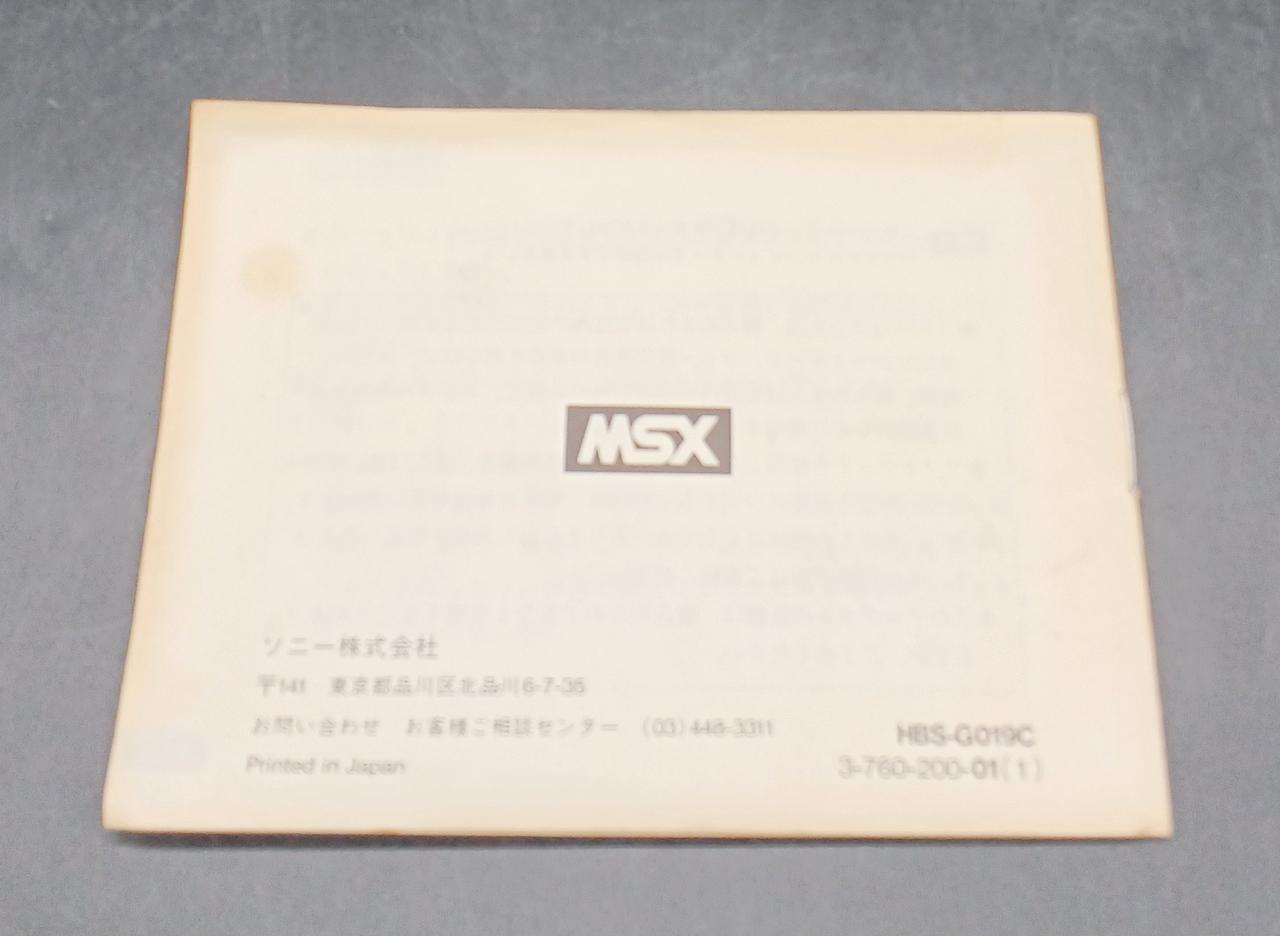 MSX
ソニー株式会社
〒141 東京都品川区北品川6-7-35
お問い合わせ お客様ご相談センター (03)448-3311
Printed in Japan
HBS-G019C
3-760-200-01(1)